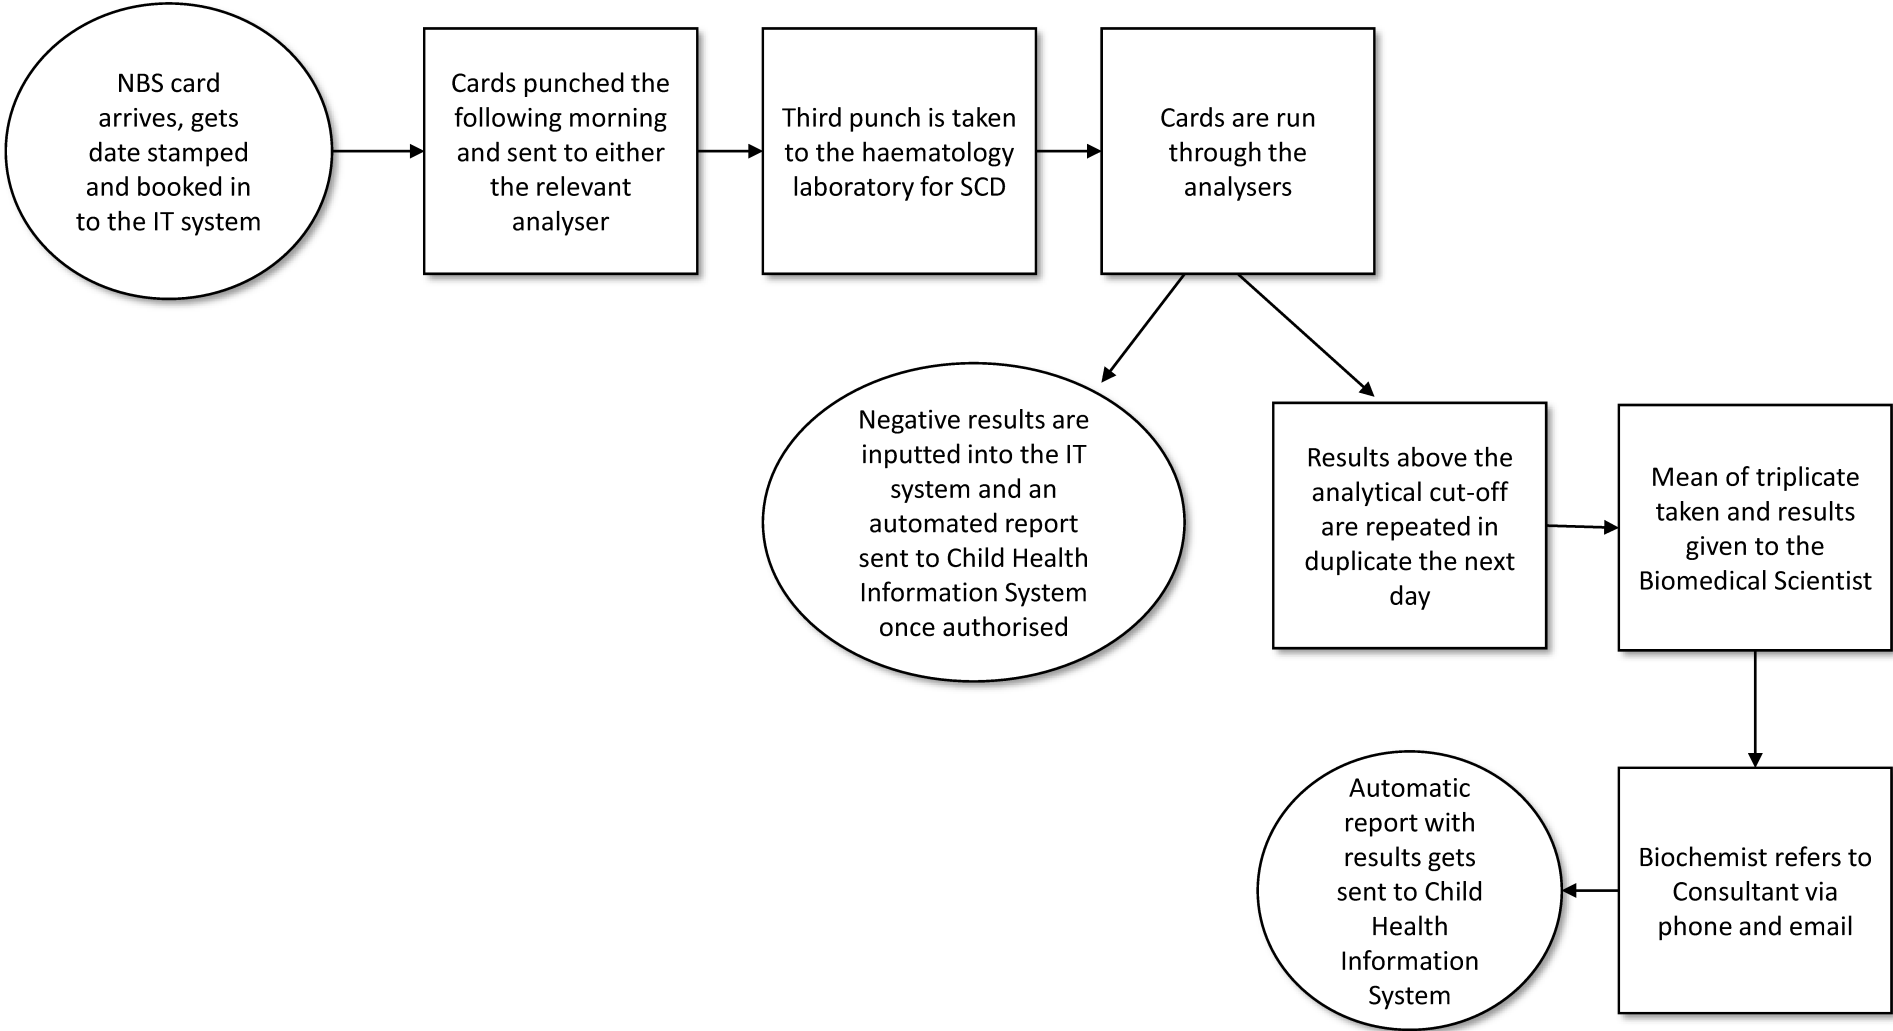 NBS card
arrives, gets
date stamped
and booked in
to the IT system
Cards punched the
following morning
and sent to either
the relevant
analyser
Third punch is taken
to the haematology
laboratory for SCD
Cards are run
through the
analysers
Negative results are
inputted into the IT
system and an
automated report
sent to Child Health
Information System
once authorised
Results above the
analytical cut-off
are repeated in
duplicate the next
day
Mean of triplicate
taken and results
given to the
Biomedical Scientist
Biochemist refers to
Consultant via
phone and email
Automatic
report with
results gets
sent to Child
Health
Information
System